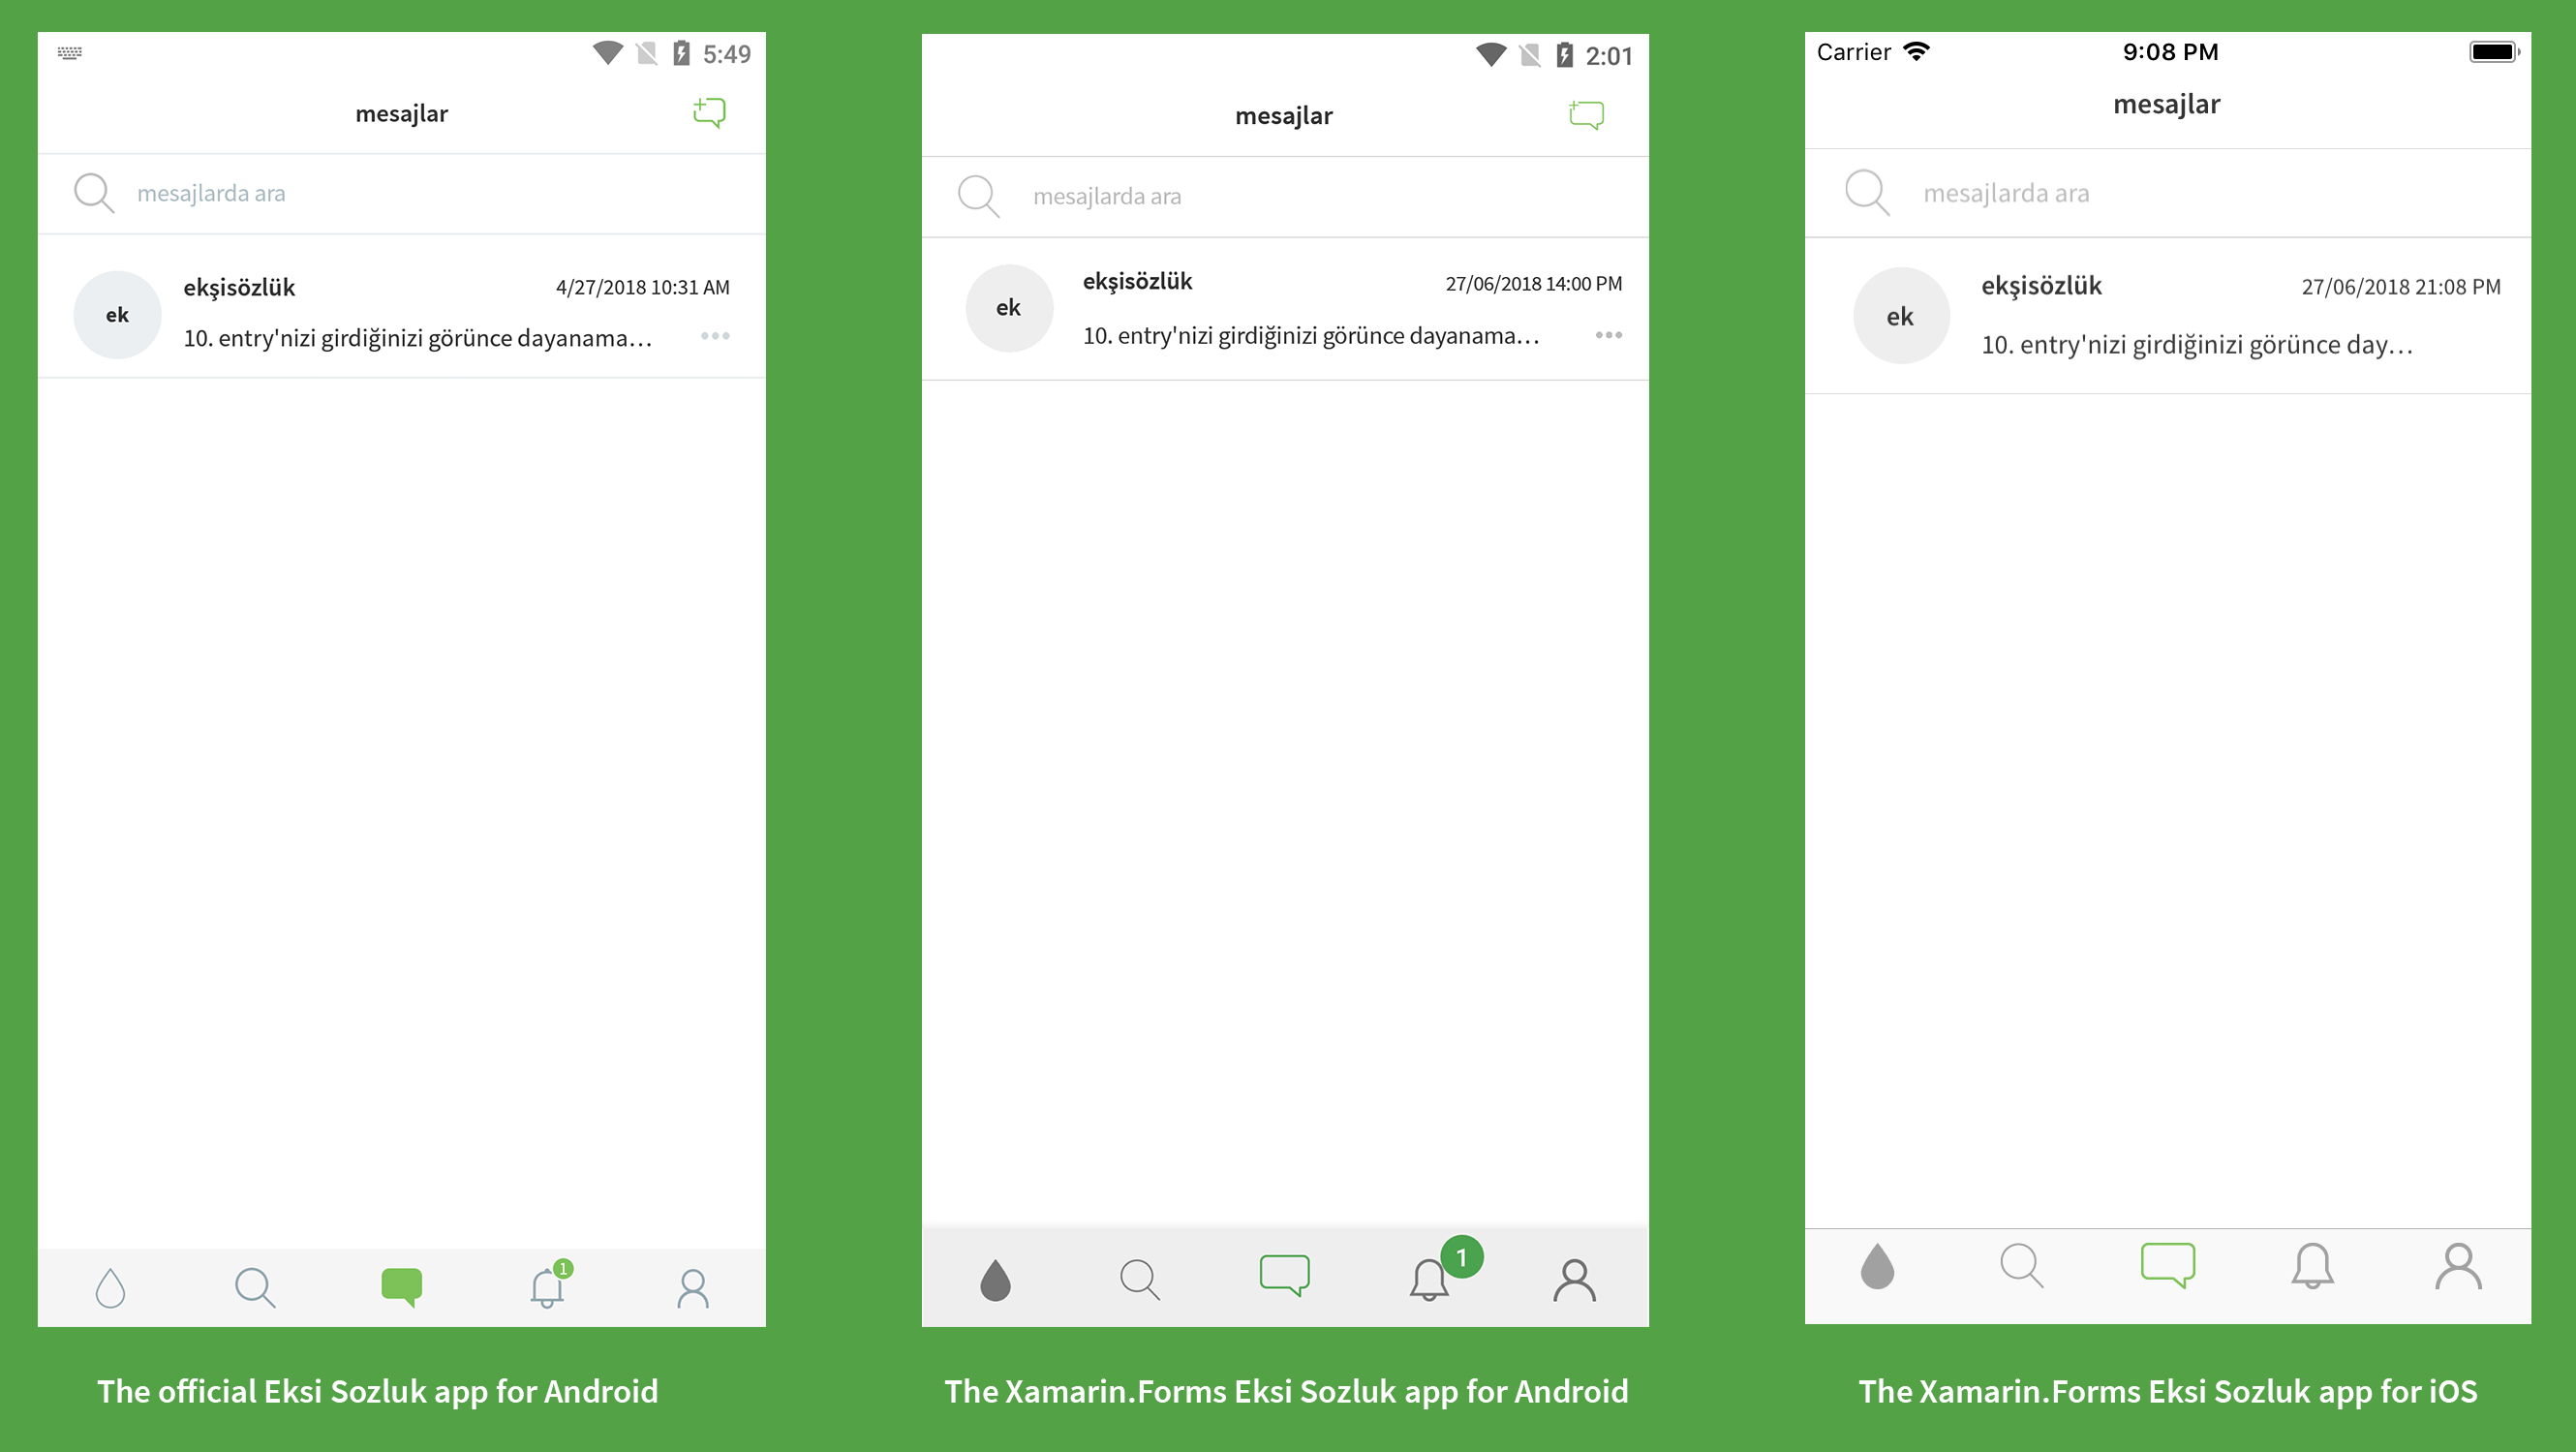 5:49
mesajlar
mesajlarda ara
ek
ekşisözlük
4/27/2018 10:31 AM
10. entry'nizi girdiğinizi görünce dayanama...
1
The official Eksi Sozluk app for Android
2:01
mesajlar
mesajlarda ara
ek
ekşisözlük
27/06/2018 14:00 PM
10. entry'nizi girdiğinizi görünce dayanama...
1
The Xamarin.Forms Eksi Sozluk app for Android
Carrier
9:08 PM
mesajlar
mesajlarda ara
ek
ekşisözlük
27/06/2018 21:08 PM
10. entry'nizi girdiğinizi görünce day...
The Xamarin.Forms Eksi Sozluk app for iOS